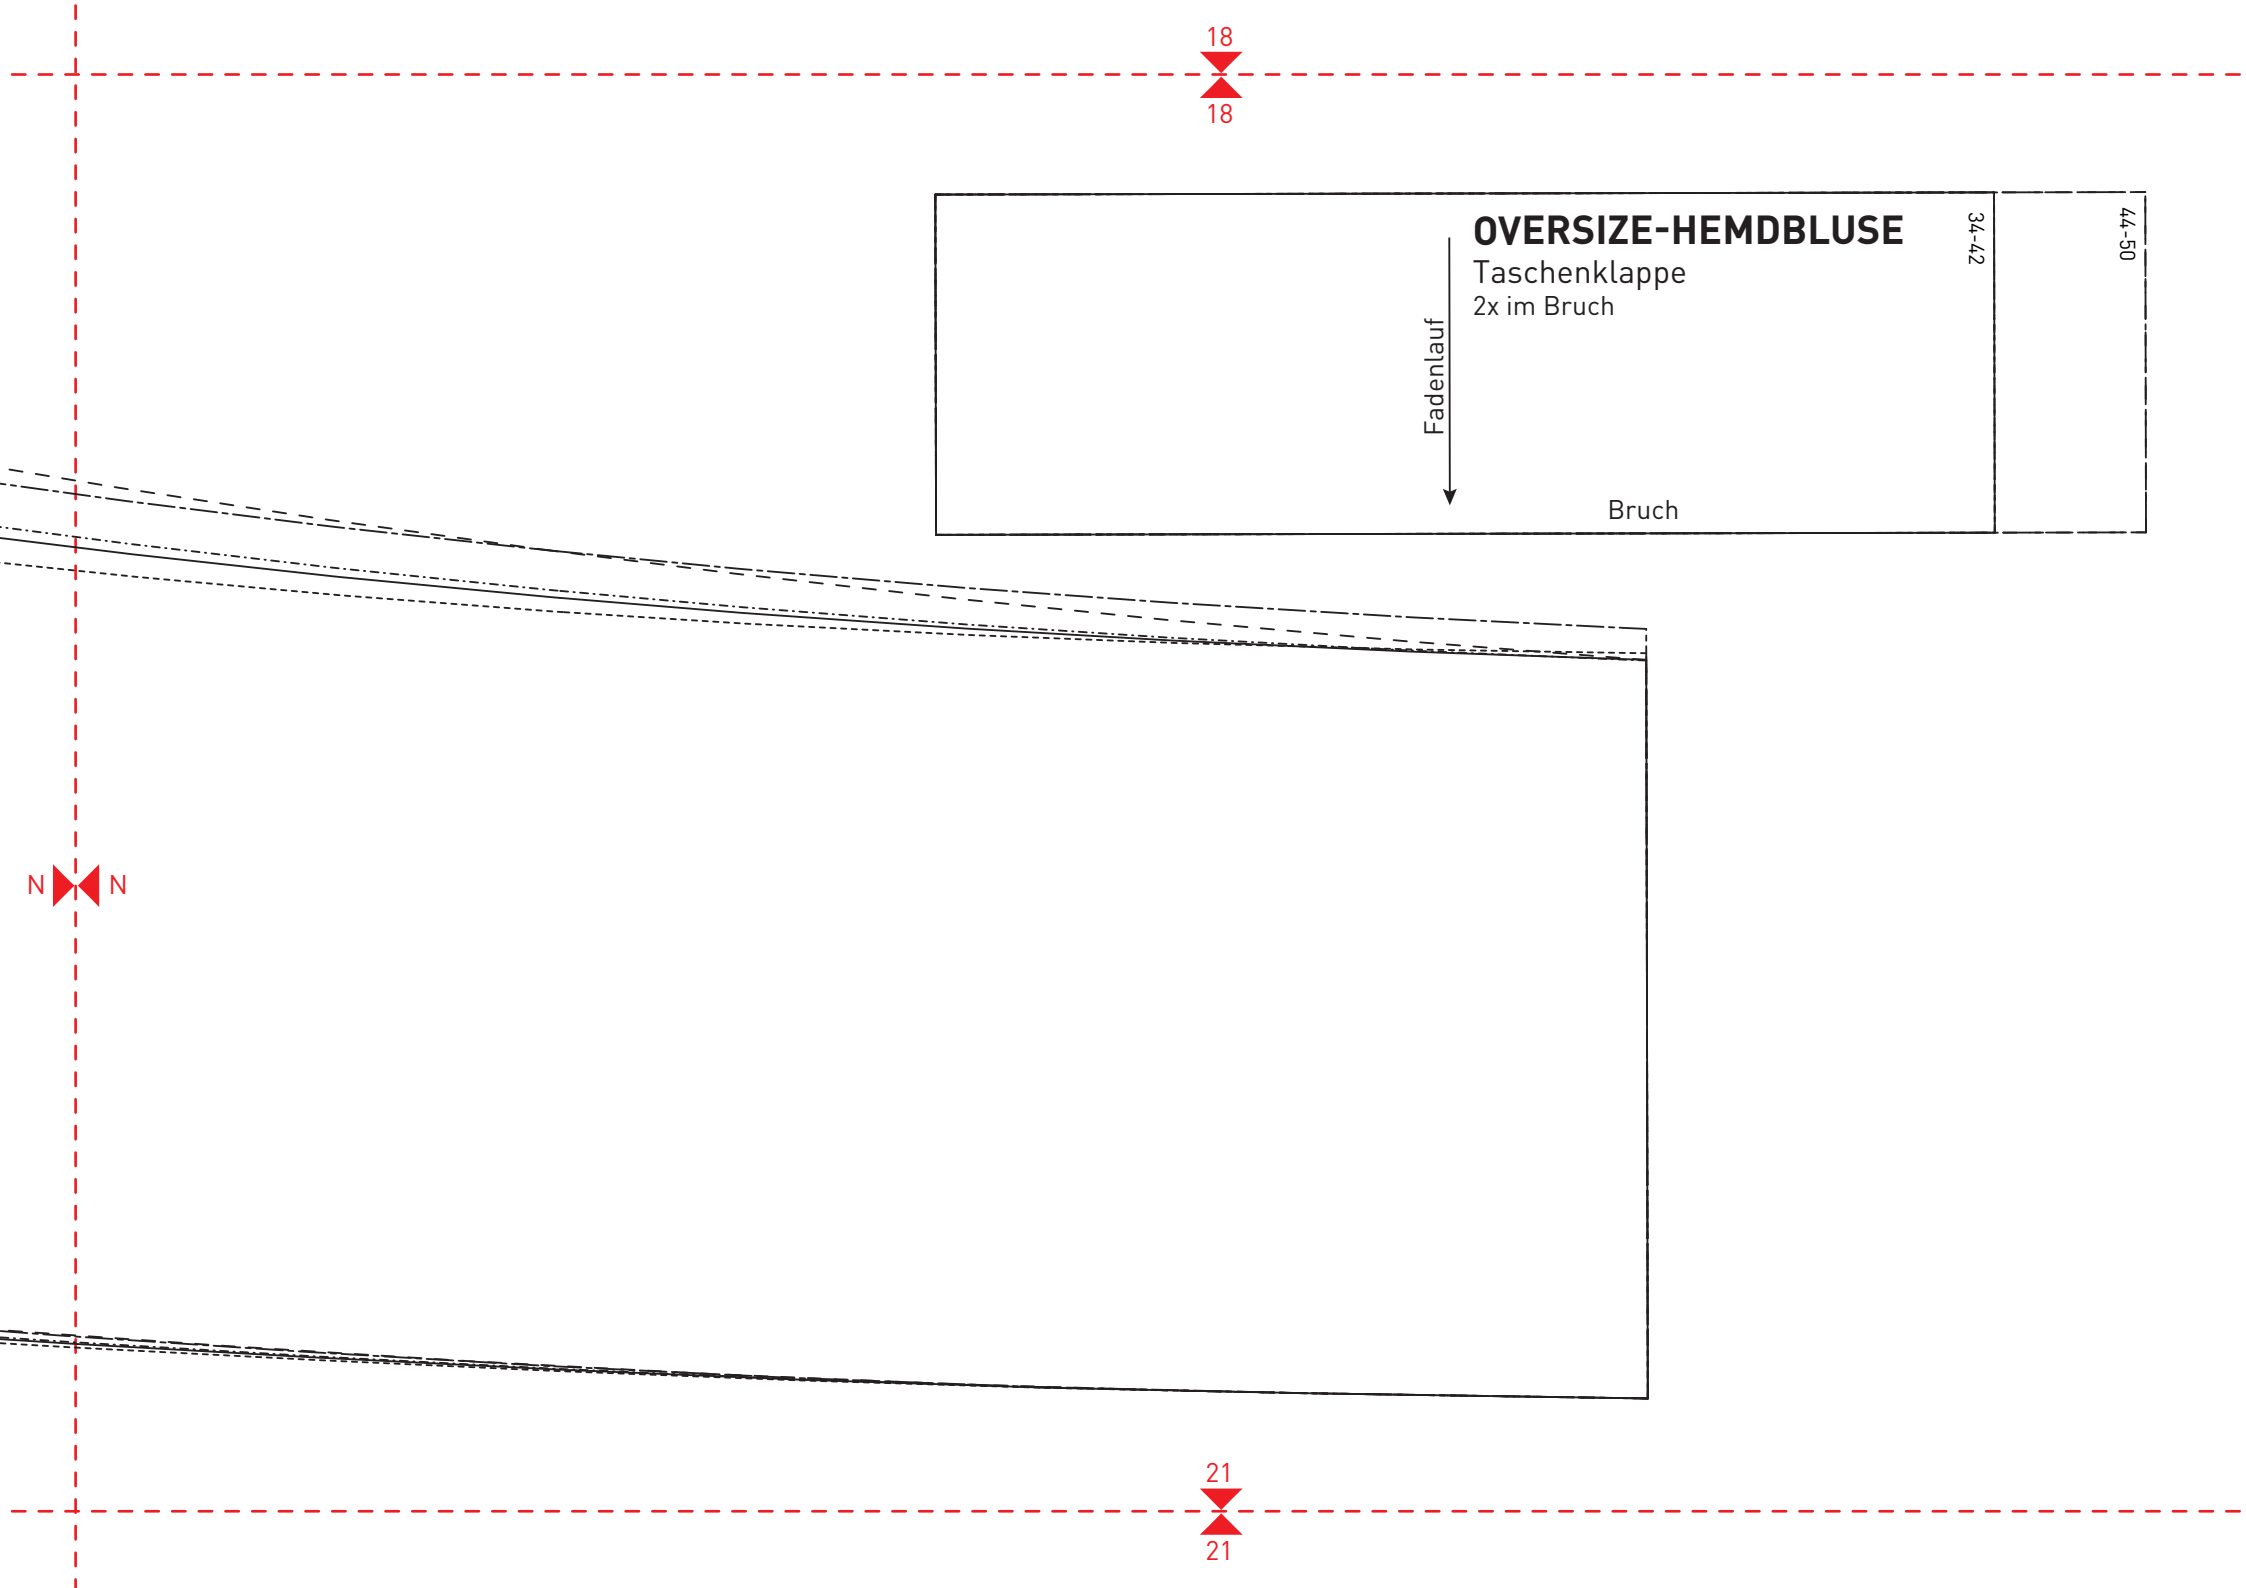 18
18
OVERSIZE-HEMDBLUSE
Taschenklappe
2x im Bruch
34-42
44-50
Fadenlauf
Bruch
N N
21
21